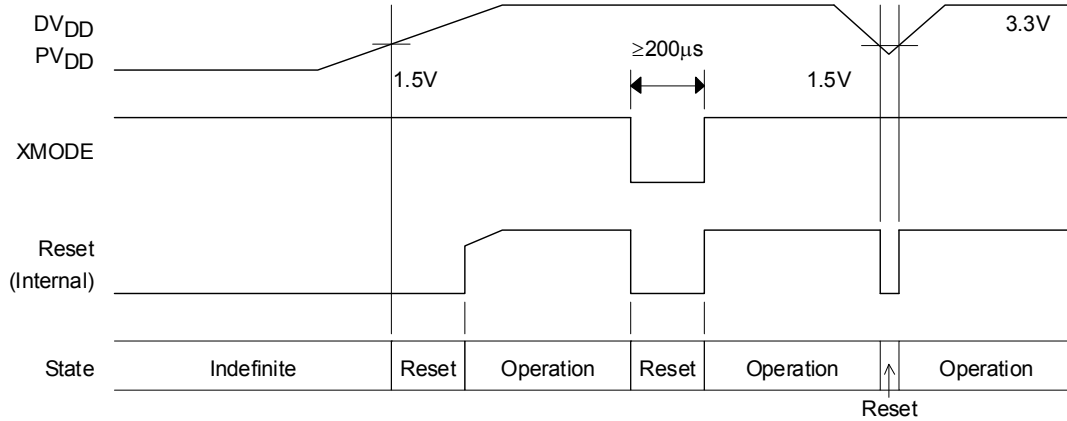 DVDD
PVDD
3.3V
≥200μs
1.5V
1.5V
XMODE
Reset
(Internal)
State
Indefinite
Reset
Operation
Reset
Operation
Operation
Reset